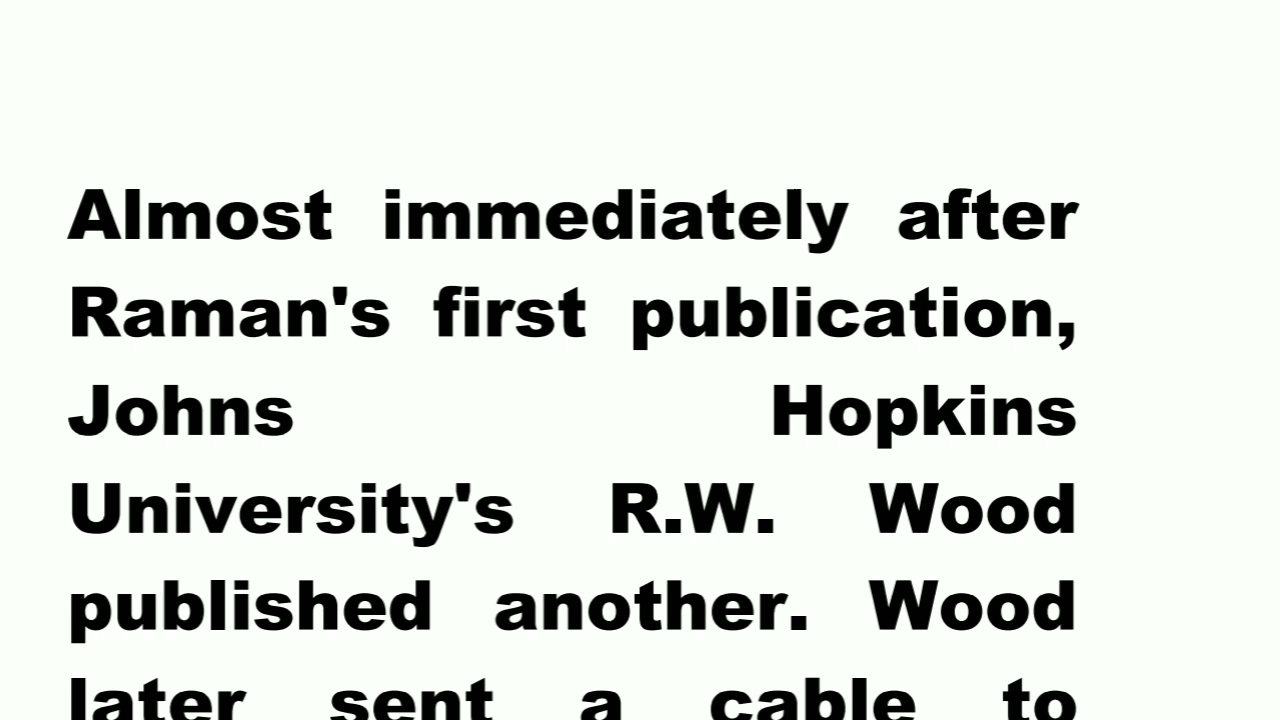 Almost immediately after
Raman's first publication,
Johns Hopkins
University's R.W. Wood
published another. Wood
later sent a cable to